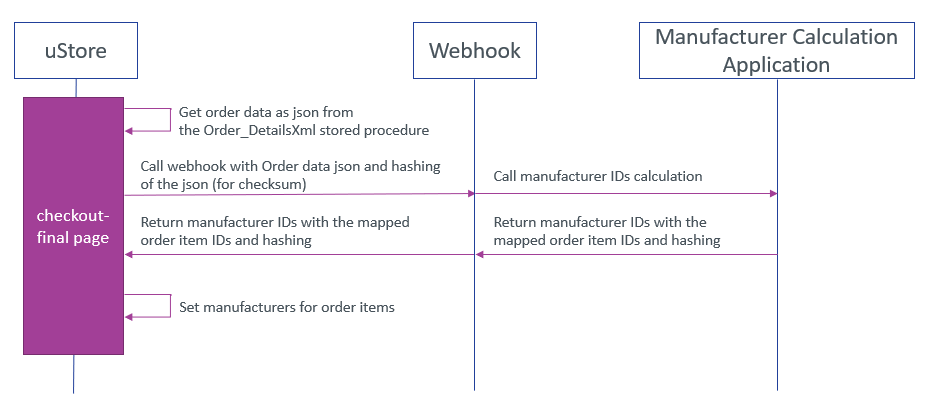 uStore
Webhook
Manufacturer Calculation
Application
Get order data as json from
the Order_DetailsXml stored procedure
Call webhook with Order data json and hashing
of the json (for checksum)
Call manufacturer IDs calculation
checkout-
final page
Return manufacturer IDs with the mapped
order item IDs and hashing
Return manufacturer IDs with the
mapped order item IDs and hashing
Set manufacturers for order items